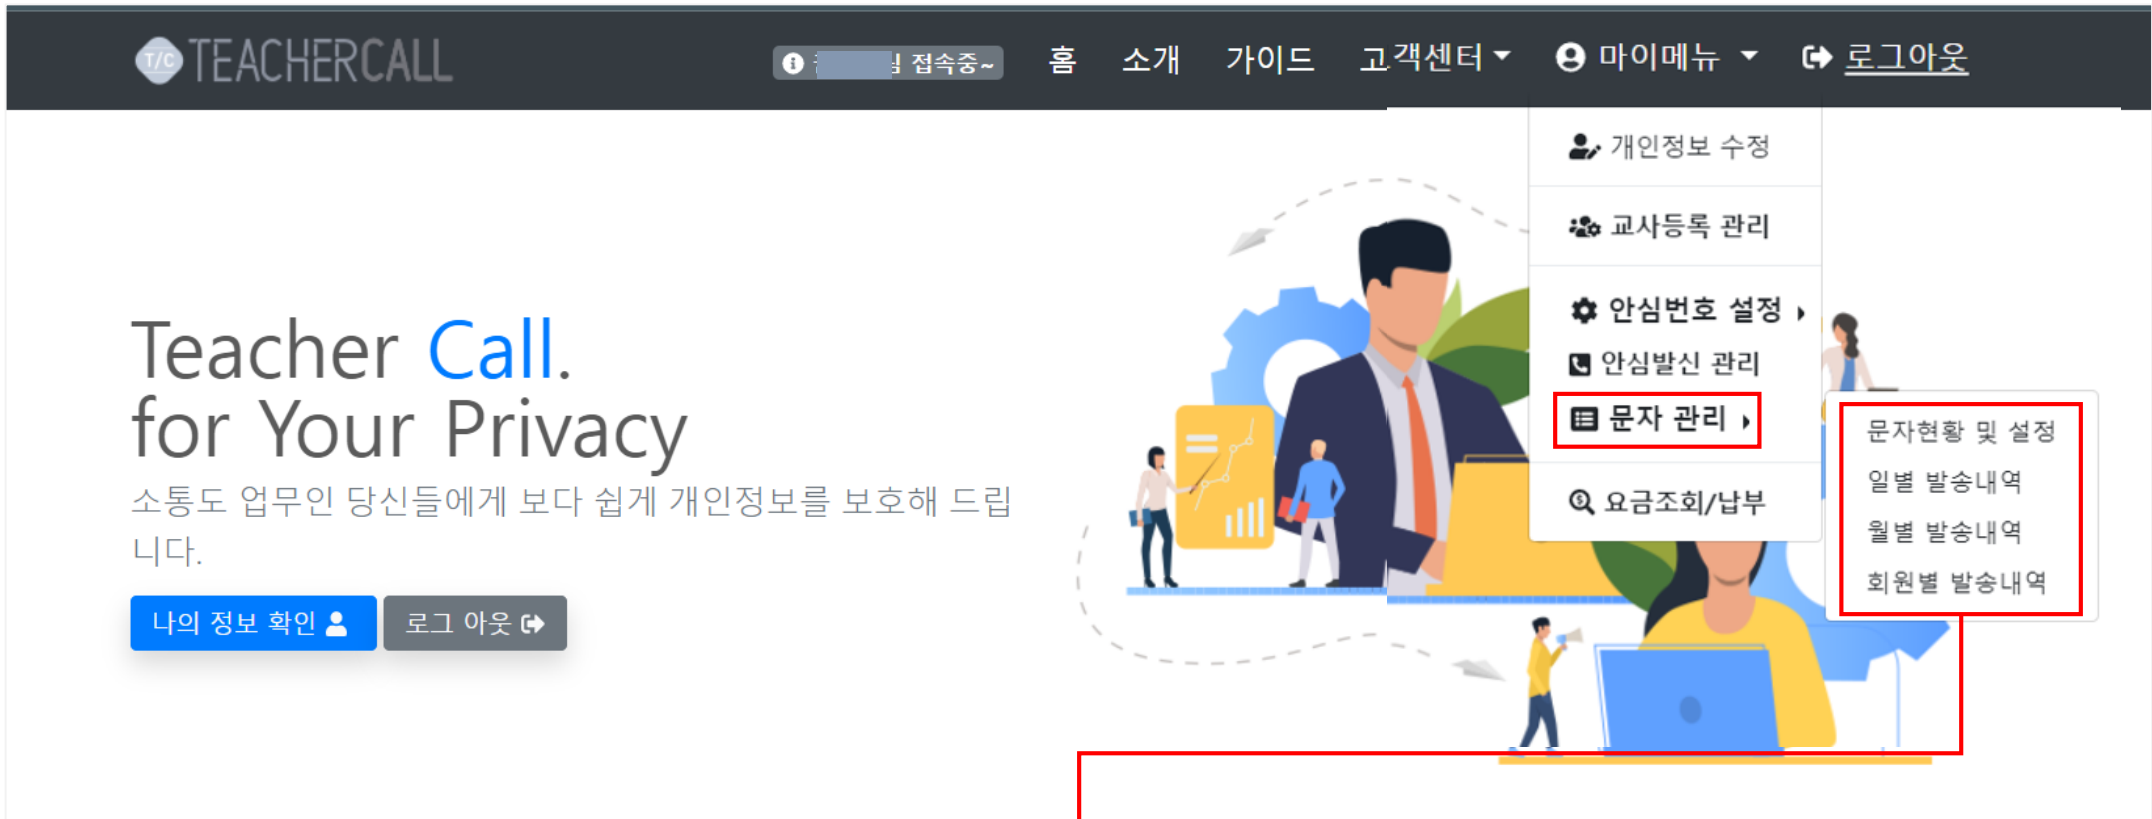 T/C TEACHERCALL
접속중~
홈 소개 가이드 고객센터 마이메뉴 로그아웃
개인정보 수정
교사등록 관리
안심번호 설정
안심발신 관리
문자 관리
요금조회/납부
문자현황 및 설정
일별 발송내역
월별 발송내역
회원별 발송내역
Teacher Call.
for Your Privacy
소통도 업무인 당신들에게 보다 쉽게 개인정보를 보호해 드립
니다.
나의 정보 확인 로그 아웃